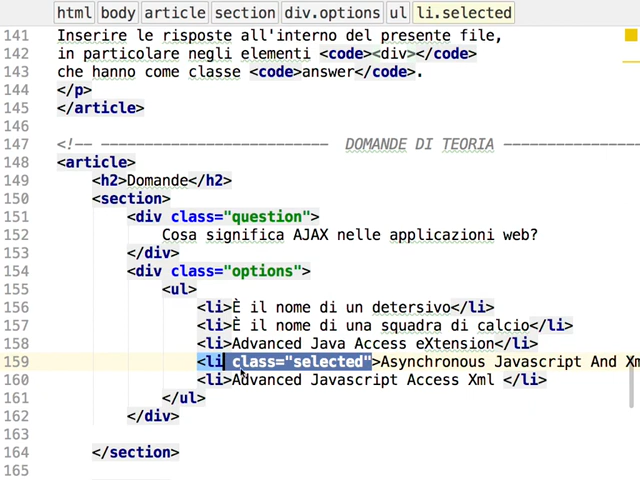 html body article section div.options ul li.selected
141 Inserire le risposte all'interno del presente file,
142 in particolare negli elementi <code><div></code>
143 che hanno come classe <code>answer</code>.
144 </p>
145 </article>
146
147 <!-- -------------------------- DOMANDE DI TEORIA ----------------
148 <article>
149 <h2>Domande</h2>
150 <section>
151 <div class="question">
152 Cosa significa AJAX nelle applicazioni web?
153 </div>
154 <div class="options">
155 <ul>
156 <li>È il nome di un detersivo</li>
157 <li>È il nome di una squadra di calcio</li>
158 <li>Advanced Java Access eXtension</li>
159 <li class="selected">Asynchronous Javascript And Xm
160 <li>Advanced Javascript Access Xml </li>
161 </ul>
162 </div>
163
164 </section>
165